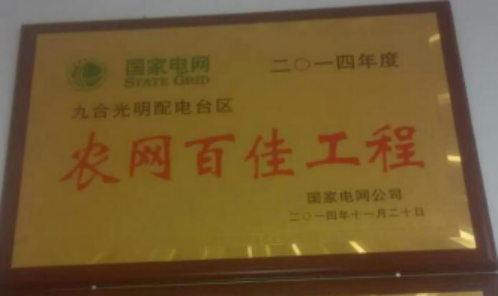 国家电网 二〇一四年度
STATE GRID
九合光明配电台区
农网百佳工程
国家电网公司
二〇一四年十一月二十日